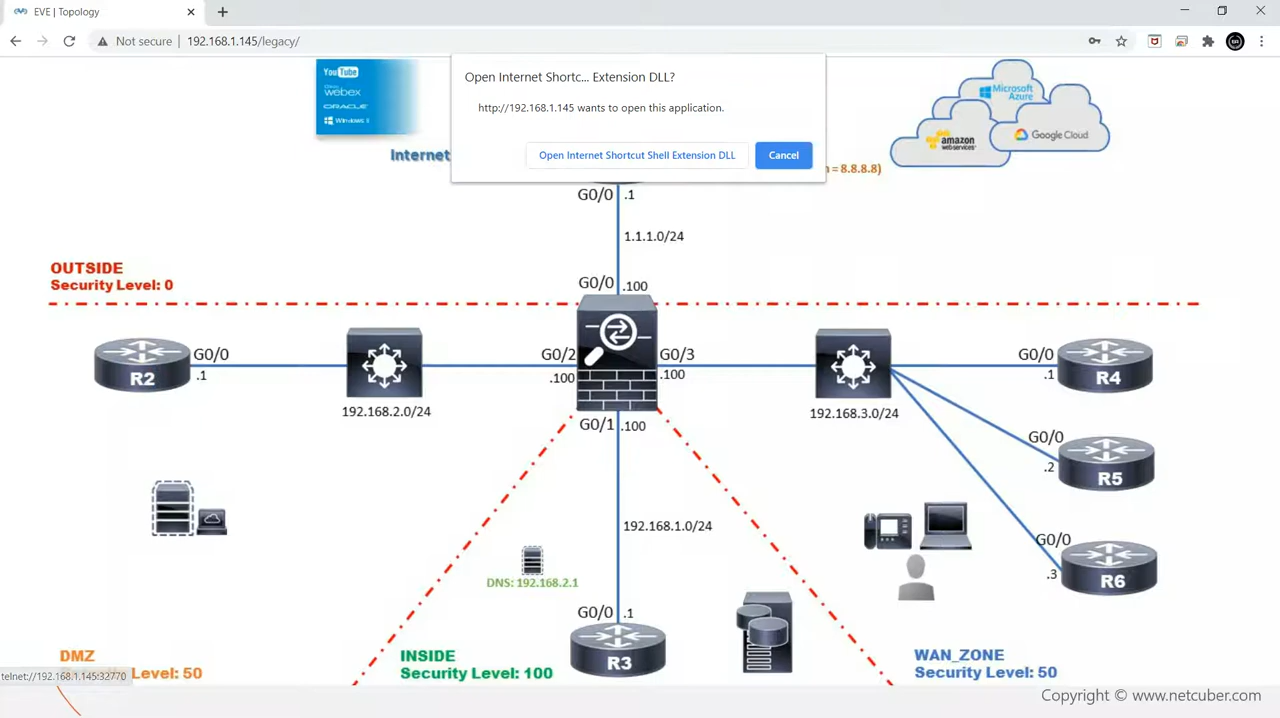 EVE | Topology
Not secure | 192.168.1.145/legacy/
Open Internet Shortc... Extension DLL?
http://192.168.1.145 wants to open this application.
Open Internet Shortcut Shell Extension DLL
Cancel
YouTube
webex
ORACLE
Windows
Internet
Microsoft
Azure
amazon
web services
Google Cloud
= 8.8.8.8)
G0/0
.1
1.1.1.0/24
OUTSIDE
Security Level: 0
G0/0
.100
R2
G0/0
.1
192.168.2.0/24
G0/2
.100
G0/3
.100
192.168.3.0/24
G0/0
.1
R4
G0/1
.100
G0/0
.2
R5
192.168.1.0/24
G0/0
.3
R6
DNS: 192.168.2.1
G0/0
.1
R3
DMZ
Level: 50
telnet://192.168.1.145:32770
INSIDE
Security Level: 100
WAN_ZONE
Security Level: 50
Copyright © www.netcuber.com